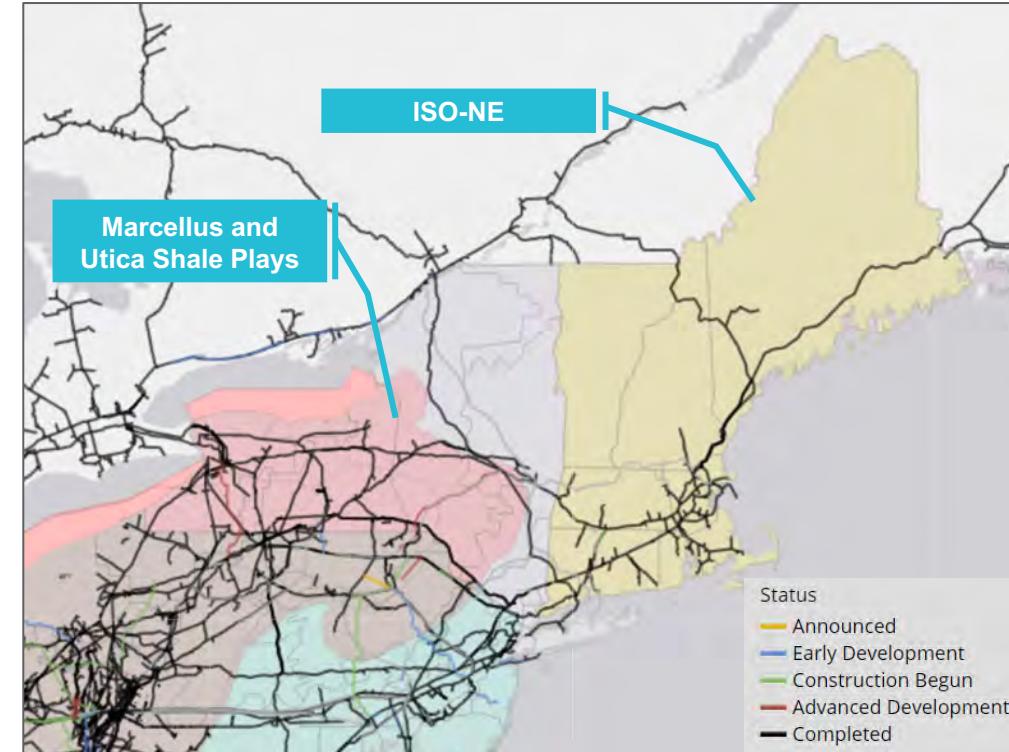 ISO-NE
Marcellus and
Utica Shale Plays
Status
Announced
Early Development
Construction Begun
Advanced Development
Completed